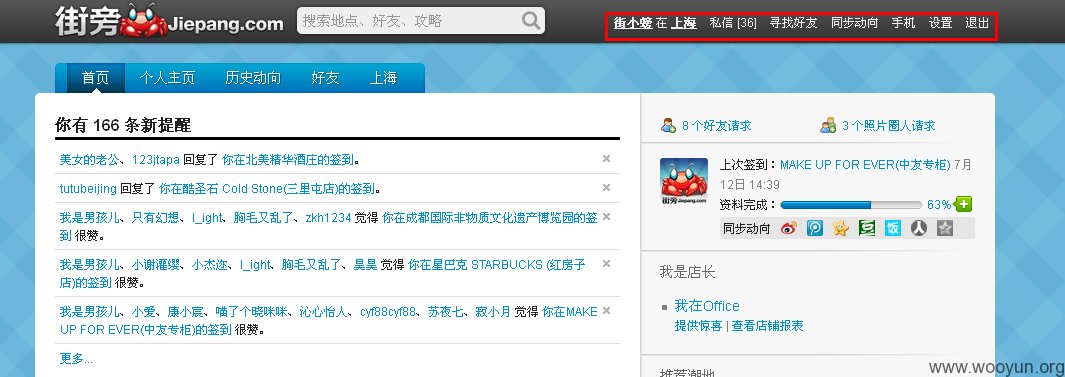 街旁 Jiepang.com 搜索地点、好友、攻略 街小蟹 在 上海 私信 [36] 寻找好友 同步动向 手机 设置 退出
首页 个人主页 历史动向 好友 上海
你有 166 条新提醒
美女的老公、123jtapa 回复了 你在北美精华酒庄的签到。
tutubeijing 回复了 你在酷圣石 Cold Stone(三里屯店)的签到。
我是男孩儿、只有幻想、l_ight、胸毛又乱了、zkh1234 觉得 你在成都国际非物质文化遗产博览园的签
到 很赞。
我是男孩儿、小谢灌缨、小杰迩、l_ight、胸毛又乱了、昊昊 觉得 你在星巴克 STARBUCKS (红房子
店)的签到 很赞。
我是男孩儿、小爱、康小宸、喵了个晓咪咪、沁心怡人、cyf88cyf88、苏夜七、寂小月 觉得 你在MAKE
UP FOR EVER(中友专柜)的签到 很赞。
更多...
8 个好友请求 3 个照片圈人请求
街旁 Jiepang.com
上次签到：MAKE UP FOR EVER(中友专柜) 7月
12日 14:39
资料完成： 63%
同步动向
我是店长
我在Office
提供惊喜 | 查看店铺报表
推荐潮地
www.wooyun.org